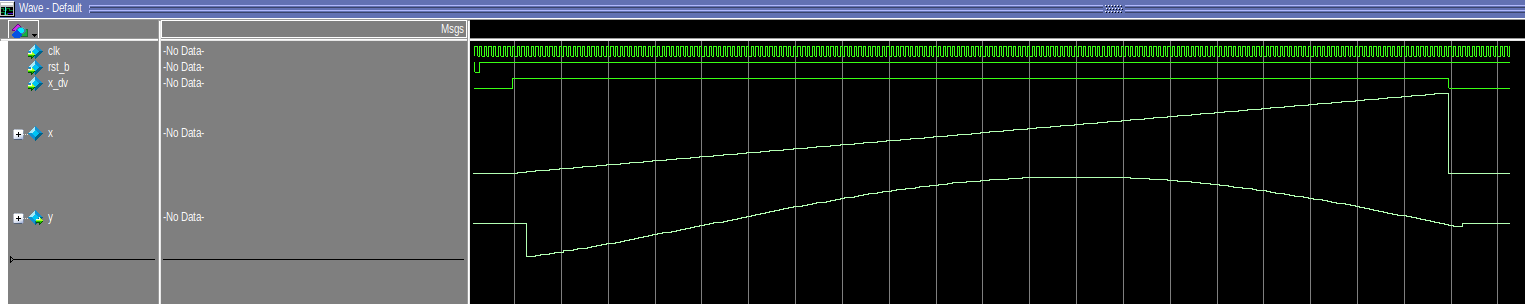 Wave - Default
Msgs
clk -No Data-
rst_b -No Data-
x_dv -No Data-
x -No Data-
y -No Data-